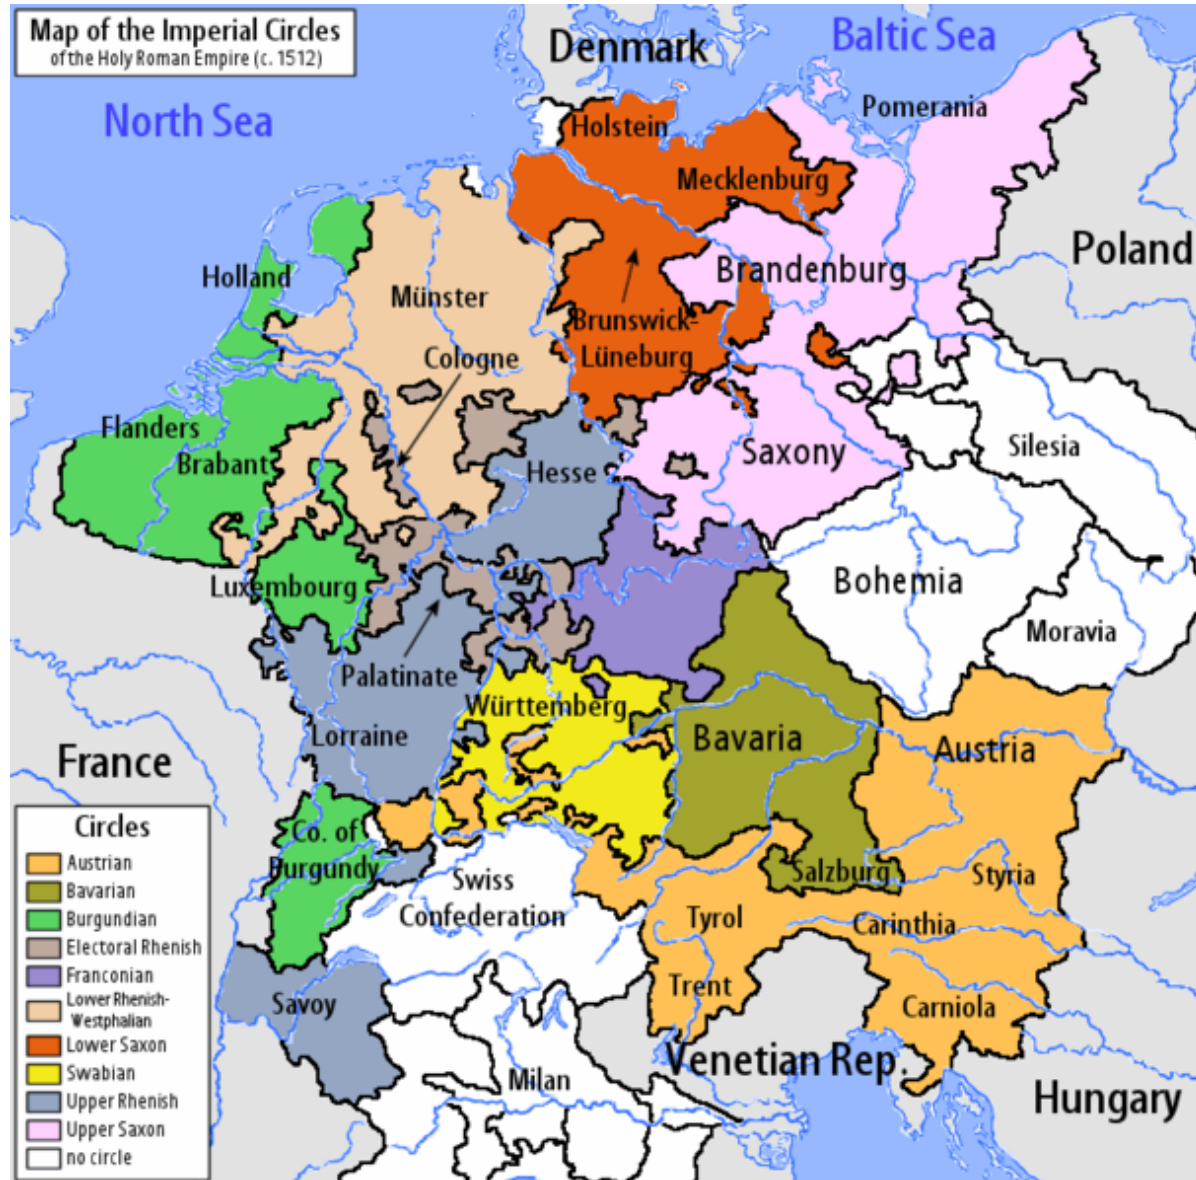 Map of the Imperial Circles
of the Holy Roman Empire (c. 1512)
Denmark
Baltic Sea
North Sea
Pomerania
Holstein
Mecklenburg
Poland
Holland
Brandenburg
Münster
Brunswick-
Lüneburg
Cologne
Flanders
Brabant
Hesse
Saxony
Silesia
Luxembourg
Bohemia
Moravia
Palatinate
Württemberg
Lorraine
Bavaria
Austria
France
Co. of
Burgundy
Swiss
Confederation
Salzburg
Styria
Tyrol
Carinthia
Trent
Carniola
Savoy
Venetian Rep.
Milan
Hungary
Circles
Austrian
Bavarian
Burgundian
Electoral Rhenish
Franconian
Lower Rhenish-
Westphalian
Lower Saxon
Swabian
Upper Rhenish
Upper Saxon
no circle